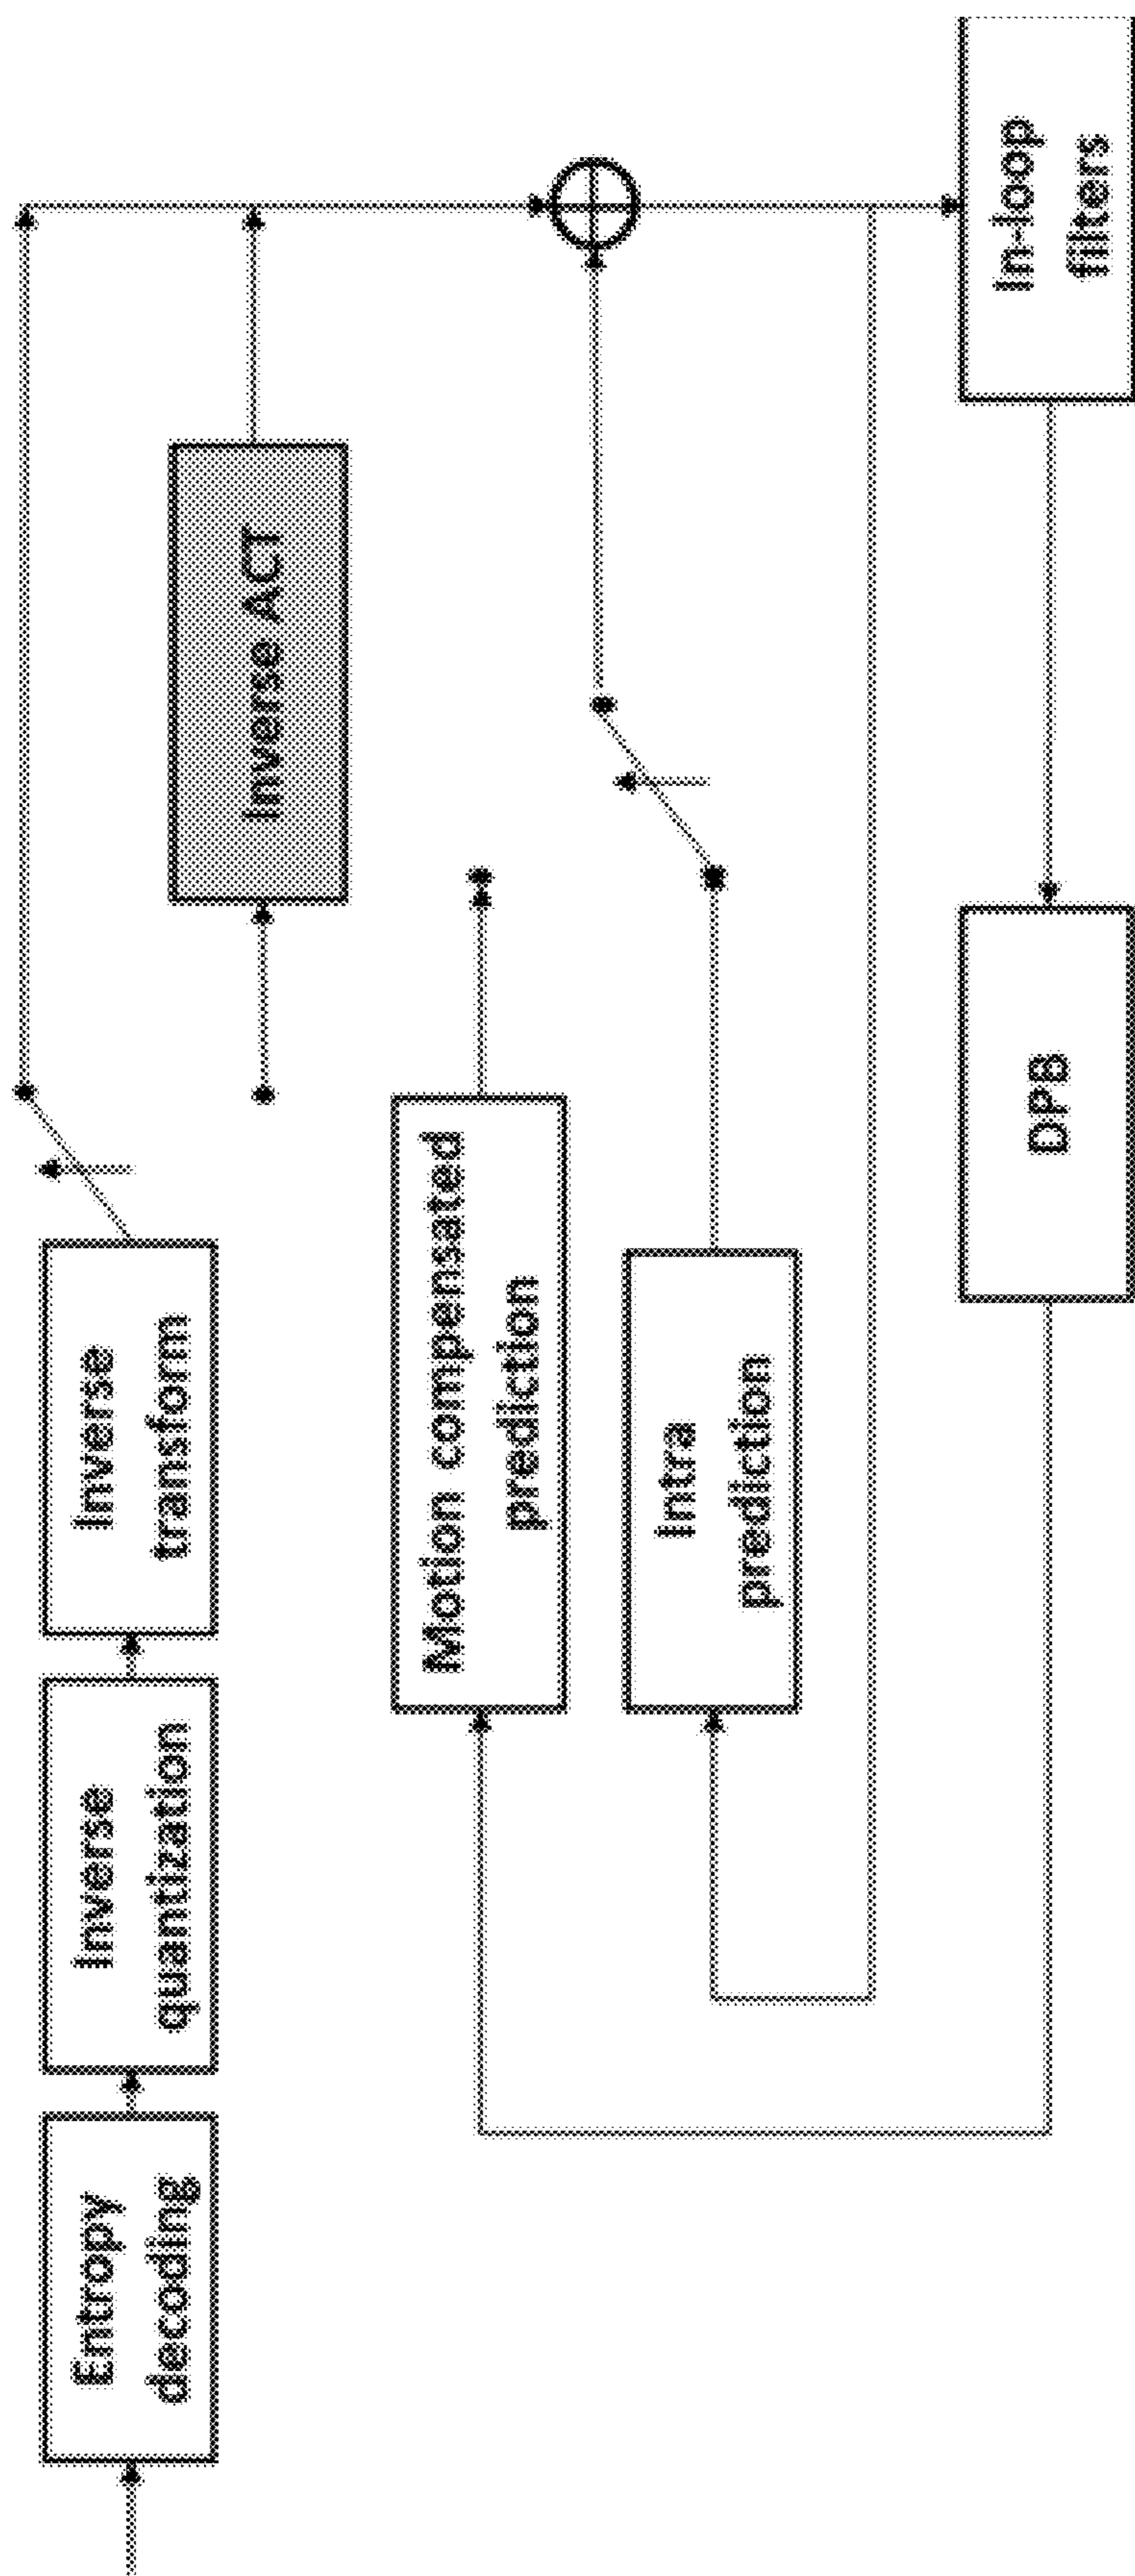 Entropy
decoding
Inverse
quantization
Inverse
transform
Inverse ACT
Motion compensated
prediction
Intra
prediction
DPB
In-loop
filters